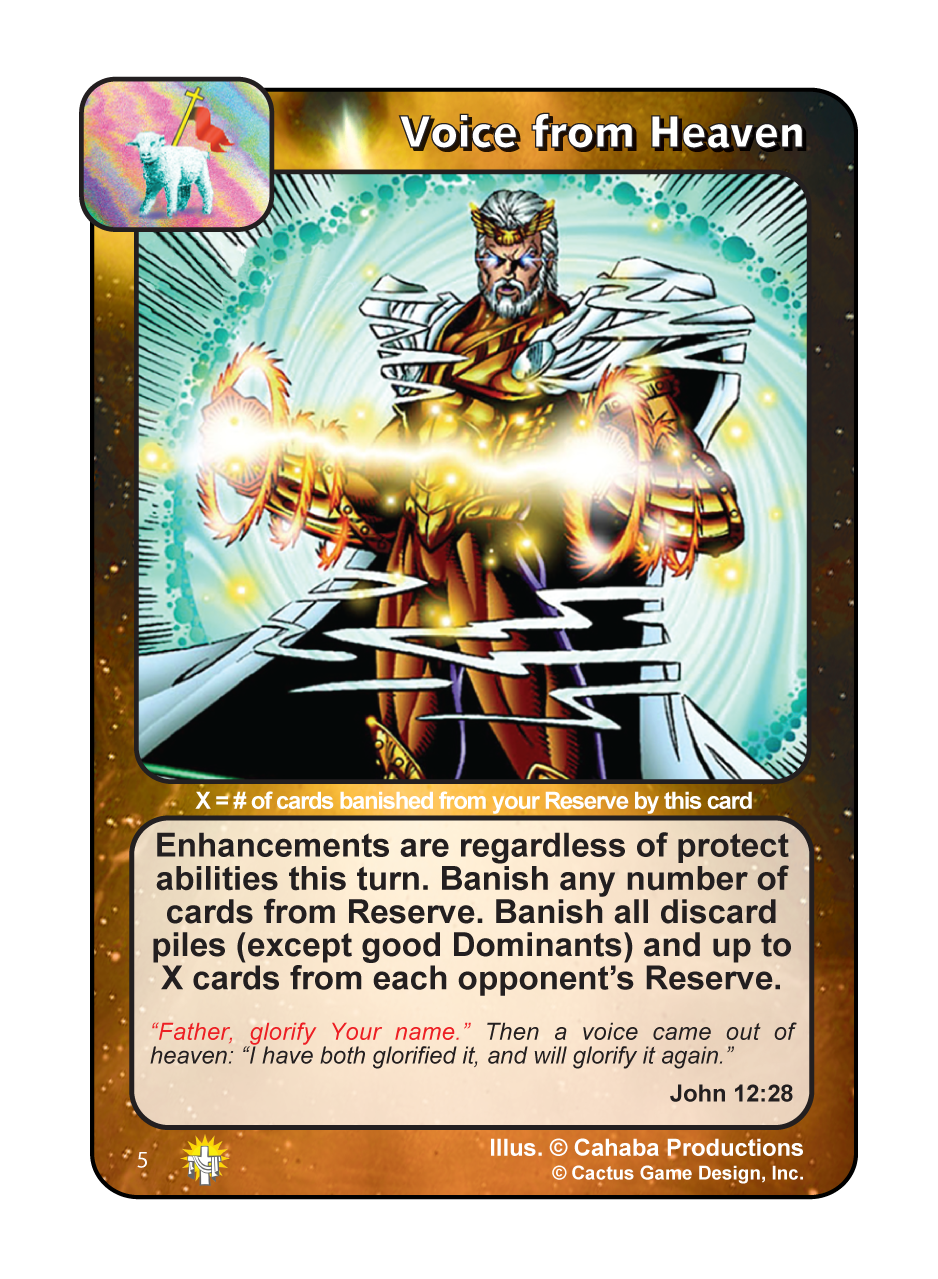 Voice from Heaven
X = # of cards banished from your Reserve by this card
Enhancements are regardless of protect
abilities this turn. Banish any number of
cards from Reserve. Banish all discard
piles (except good Dominants) and up to
X cards from each opponent’s Reserve.
“Father, glorify Your name.” Then a voice came out of
heaven: “I have both glorified it, and will glorify it again.”
John 12:28
5
Illus. © Cahaba Productions
© Cactus Game Design, Inc.